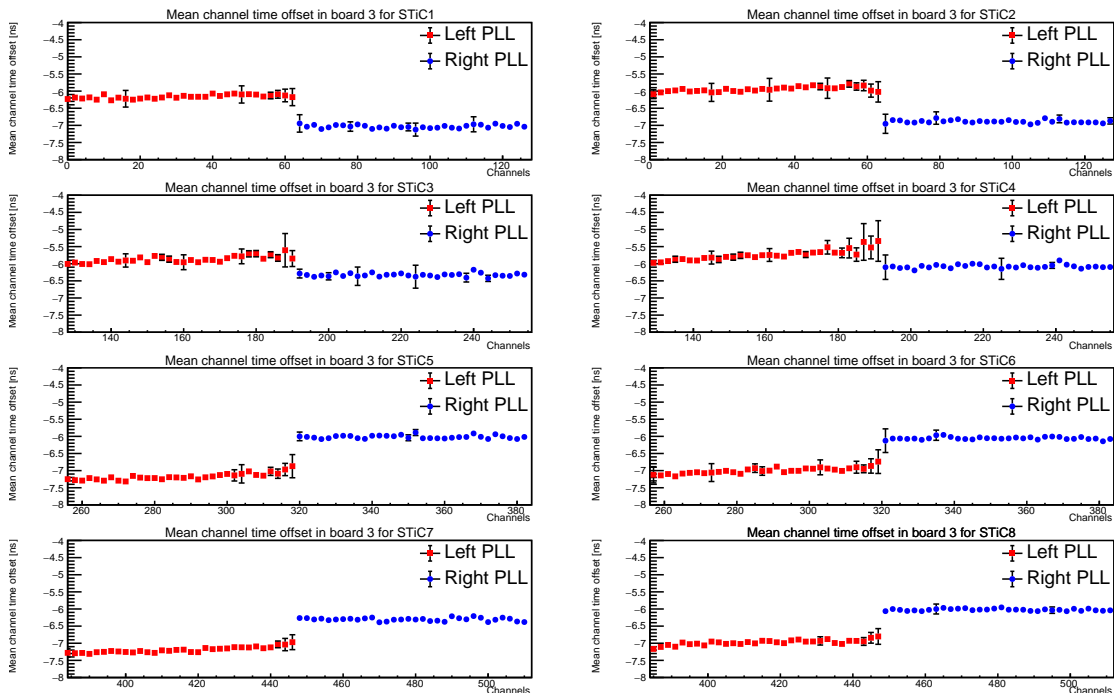 Mean channel time offset in board 3 for STiC1
Mean channel time offset [ns]
−4
−4.5
−5
−5.5
−6
−6.5
−7
−7.5
−8
0 20 40 60 80 100 120
Channels
Left PLL
Right PLL
Mean channel time offset in board 3 for STiC2
Mean channel time offset [ns]
−4
−4.5
−5
−5.5
−6
−6.5
−7
−7.5
−8
0 20 40 60 80 100 120
Channels
Left PLL
Right PLL
Mean channel time offset in board 3 for STiC3
Mean channel time offset [ns]
−4
−4.5
−5
−5.5
−6
−6.5
−7
−7.5
−8
140 160 180 200 220 240
Channels
Left PLL
Right PLL
Mean channel time offset in board 3 for STiC4
Mean channel time offset [ns]
−4
−4.5
−5
−5.5
−6
−6.5
−7
−7.5
−8
140 160 180 200 220 240
Channels
Left PLL
Right PLL
Mean channel time offset in board 3 for STiC5
Mean channel time offset [ns]
−4
−4.5
−5
−5.5
−6
−6.5
−7
−7.5
−8
260 280 300 320 340 360 380
Channels
Left PLL
Right PLL
Mean channel time offset in board 3 for STiC6
Mean channel time offset [ns]
−4
−4.5
−5
−5.5
−6
−6.5
−7
−7.5
−8
260 280 300 320 340 360 380
Channels
Left PLL
Right PLL
Mean channel time offset in board 3 for STiC7
Mean channel time offset [ns]
−4
−4.5
−5
−5.5
−6
−6.5
−7
−7.5
−8
400 420 440 460 480 500
Channels
Left PLL
Right PLL
Mean channel time offset in board 3 for STiC8
Mean channel time offset [ns]
−4
−4.5
−5
−5.5
−6
−6.5
−7
−7.5
−8
400 420 440 460 480 500
Channels
Left PLL
Right PLL